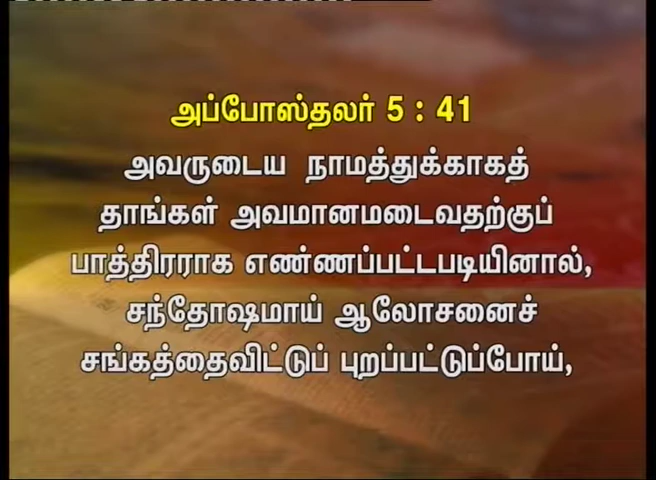 அப்போஸ்தலர் 5 : 41
அவருடைய நாமத்துக்காகத்
தாங்கள் அவமானமடைவதற்குப்
பாத்திரராக எண்ணப்பட்டபடியினால்,
சந்தோஷமாய் ஆலோசனைச்
சங்கத்தைவிட்டுப் புறப்பட்டுப்போய்,